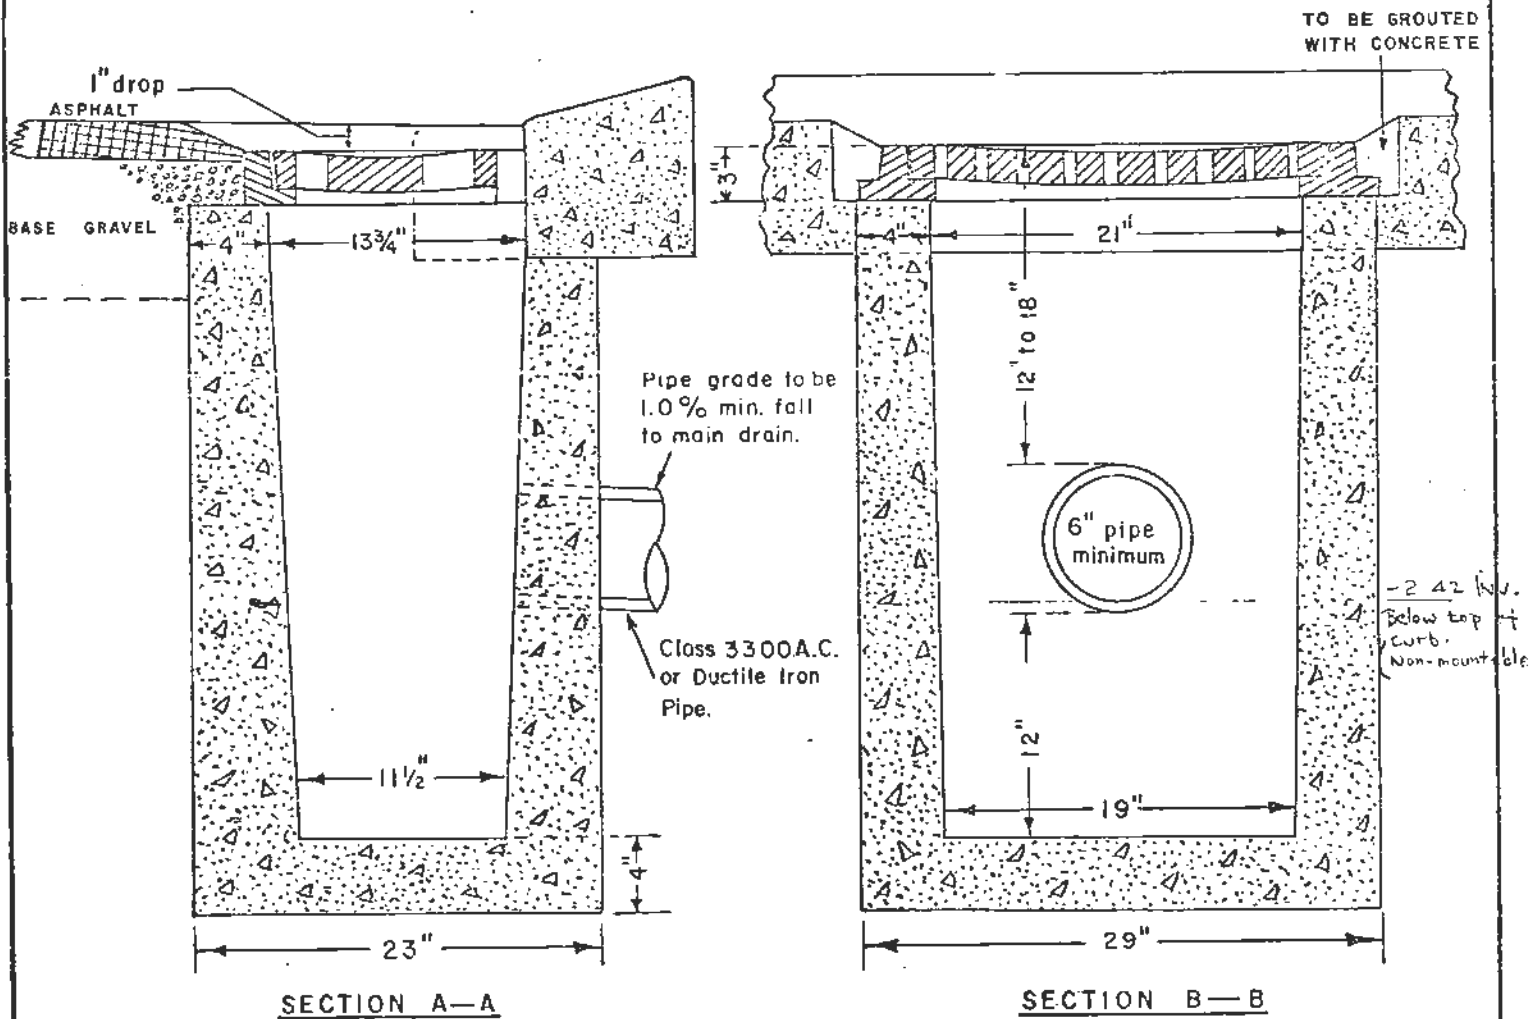 TO BE GROUTED
WITH CONCRETE
1" drop
ASPHALT
3"
BASE GRAVEL
4"
13¾"
4"
21"
12" to 18"
Pipe grade to be
1.0% min. fall
to main drain.
6" pipe
minimum
-2.42 Inv.
Below top of
curb.
Non-mountable
Class 3300 A.C.
or Ductile Iron
Pipe.
12"
11½"
19"
4"
23"
29"
SECTION A—A
SECTION B—B